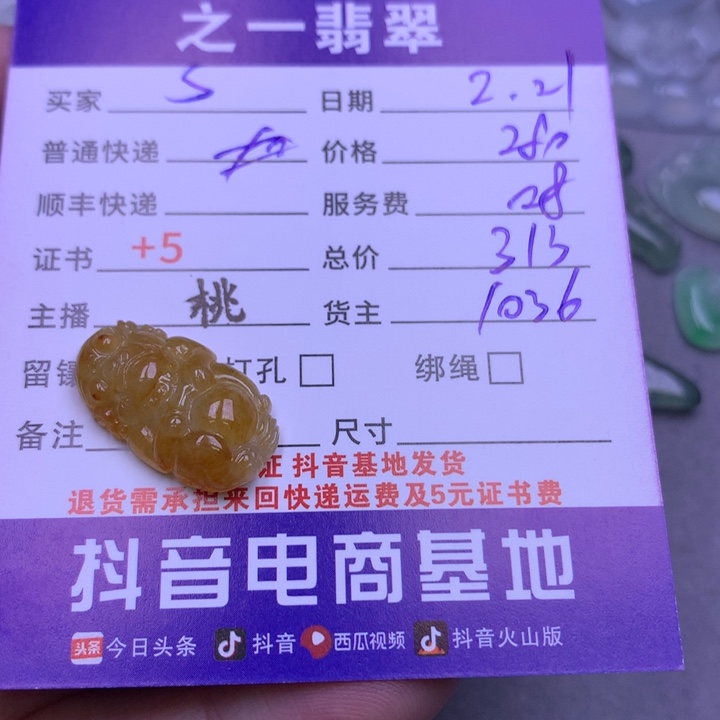 之一翡翠
买家 S 日期 2.21
普通快递 价格 280
顺丰快递 服务费 28
证书 +5 总价 313
主播 桃 货主 1036
留镶 打孔 绑绳
备注 尺寸
证 抖音基地发货
退货需承担来回快递运费及5元证书费
抖音电商基地
头条 今日头条 抖音 西瓜视频 抖音火山版